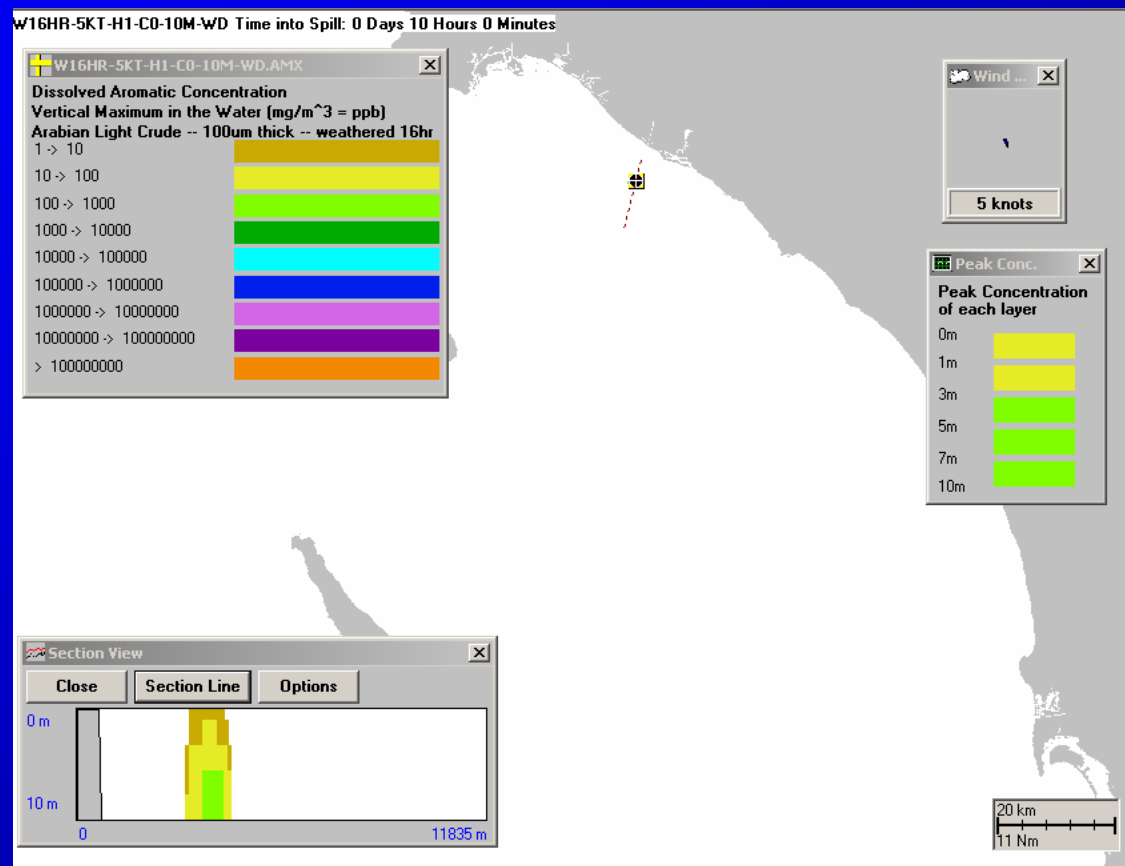 W16HR-5KT-H1-C0-10M-WD Time into Spill: 0 Days 10 Hours 0 Minutes
W16HR-5KT-H1-C0-10M-WD.AMX
Dissolved Aromatic Concentration
Vertical Maximum in the Water (mg/m^3 = ppb)
Arabian Light Crude -- 100um thick -- weathered 16hr
1 -> 10
10 -> 100
100 -> 1000
1000 -> 10000
10000 -> 100000
100000 -> 1000000
1000000 -> 10000000
10000000 -> 100000000
> 100000000
Wind ...
5 knots
Peak Conc.
Peak Concentration
of each layer
0m
1m
3m
5m
7m
10m
Section View
Close Section Line Options
0 m
10 m
0 11835 m
20 km
11 Nm